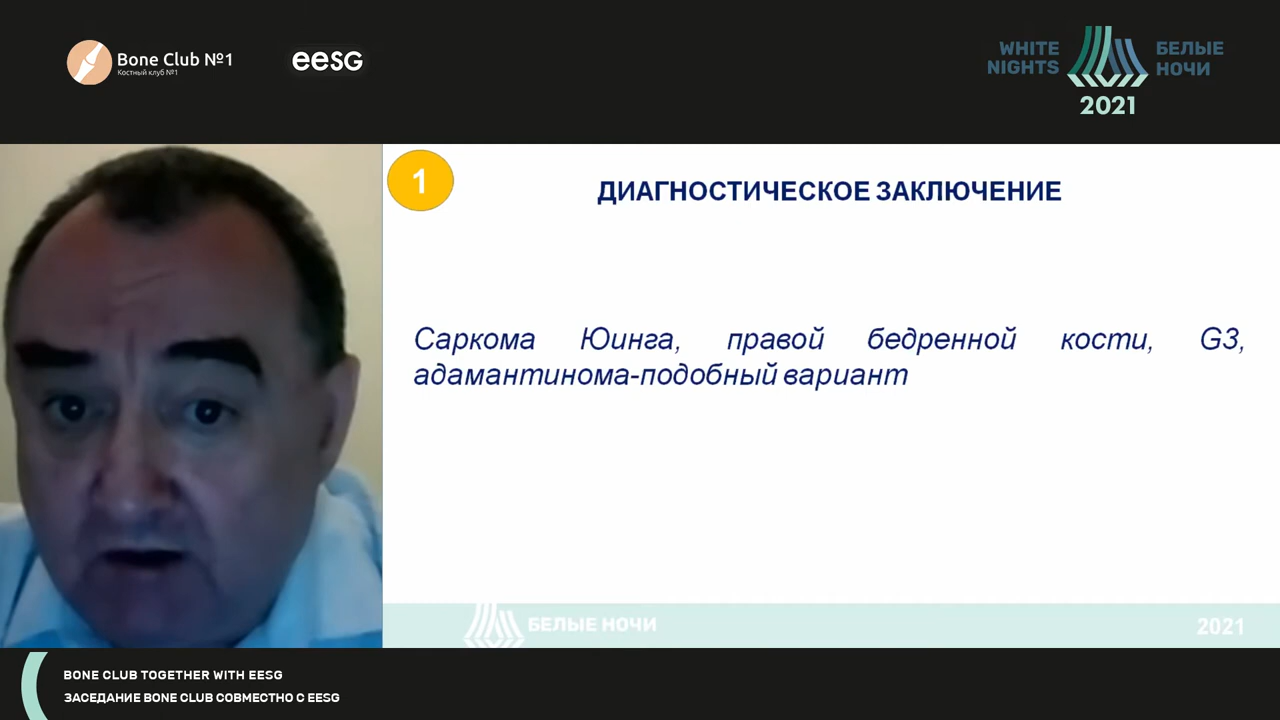 Bone Club №1
Костный клуб №1
eesg
WHITE NIGHTS
БЕЛЫЕ НОЧИ
2021
1
ДИАГНОСТИЧЕСКОЕ ЗАКЛЮЧЕНИЕ
Саркома Юинга, правой бедренной кости, G3,
адамантинома-подобный вариант
БЕЛЫЕ НОЧИ
2021
BONE CLUB TOGETHER WITH EESG
ЗАСЕДАНИЕ BONE CLUB СОВМЕСТНО С EESG